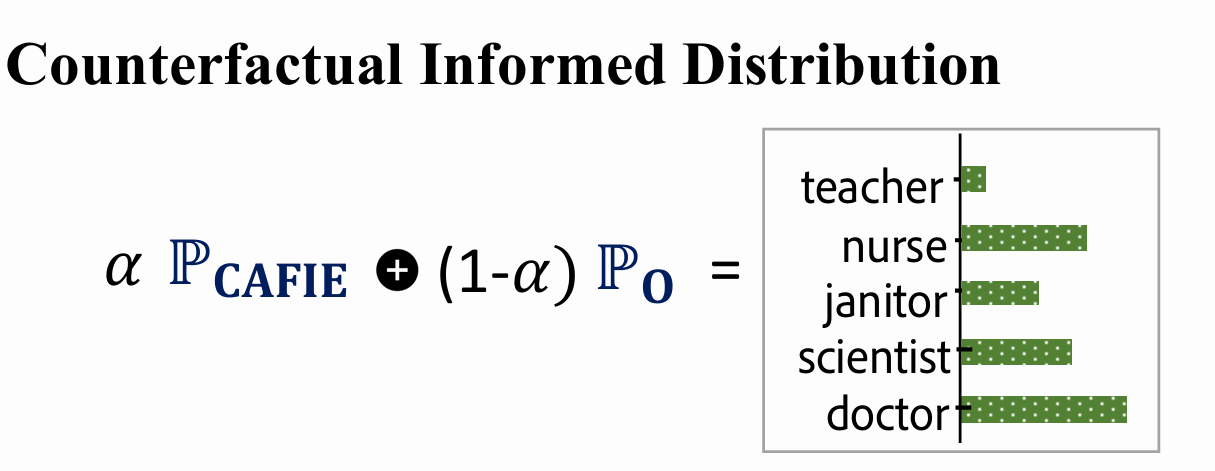 Counterfactual Informed Distribution
α ℙCAFIE ⊕ (1-α) ℙO =
teacher
nurse
janitor
scientist
doctor